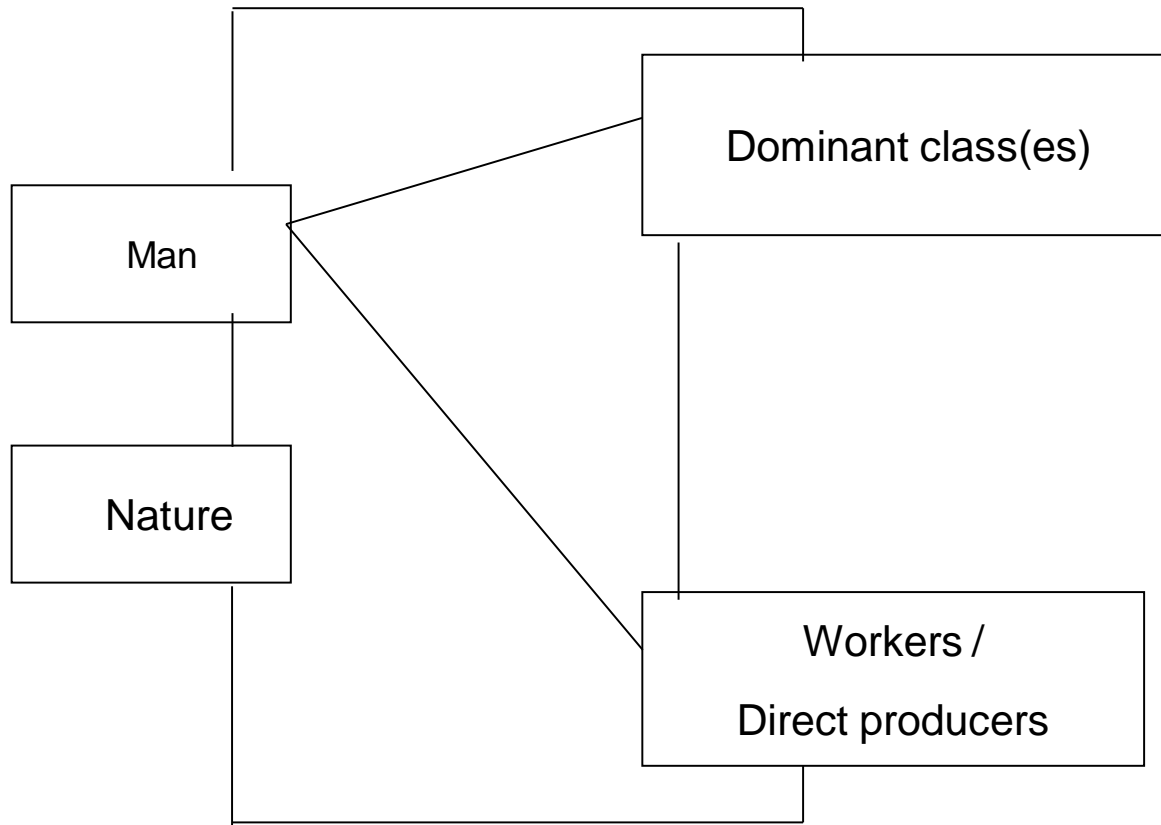 Dominant class(es)
Man
Nature
Workers /
Direct producers